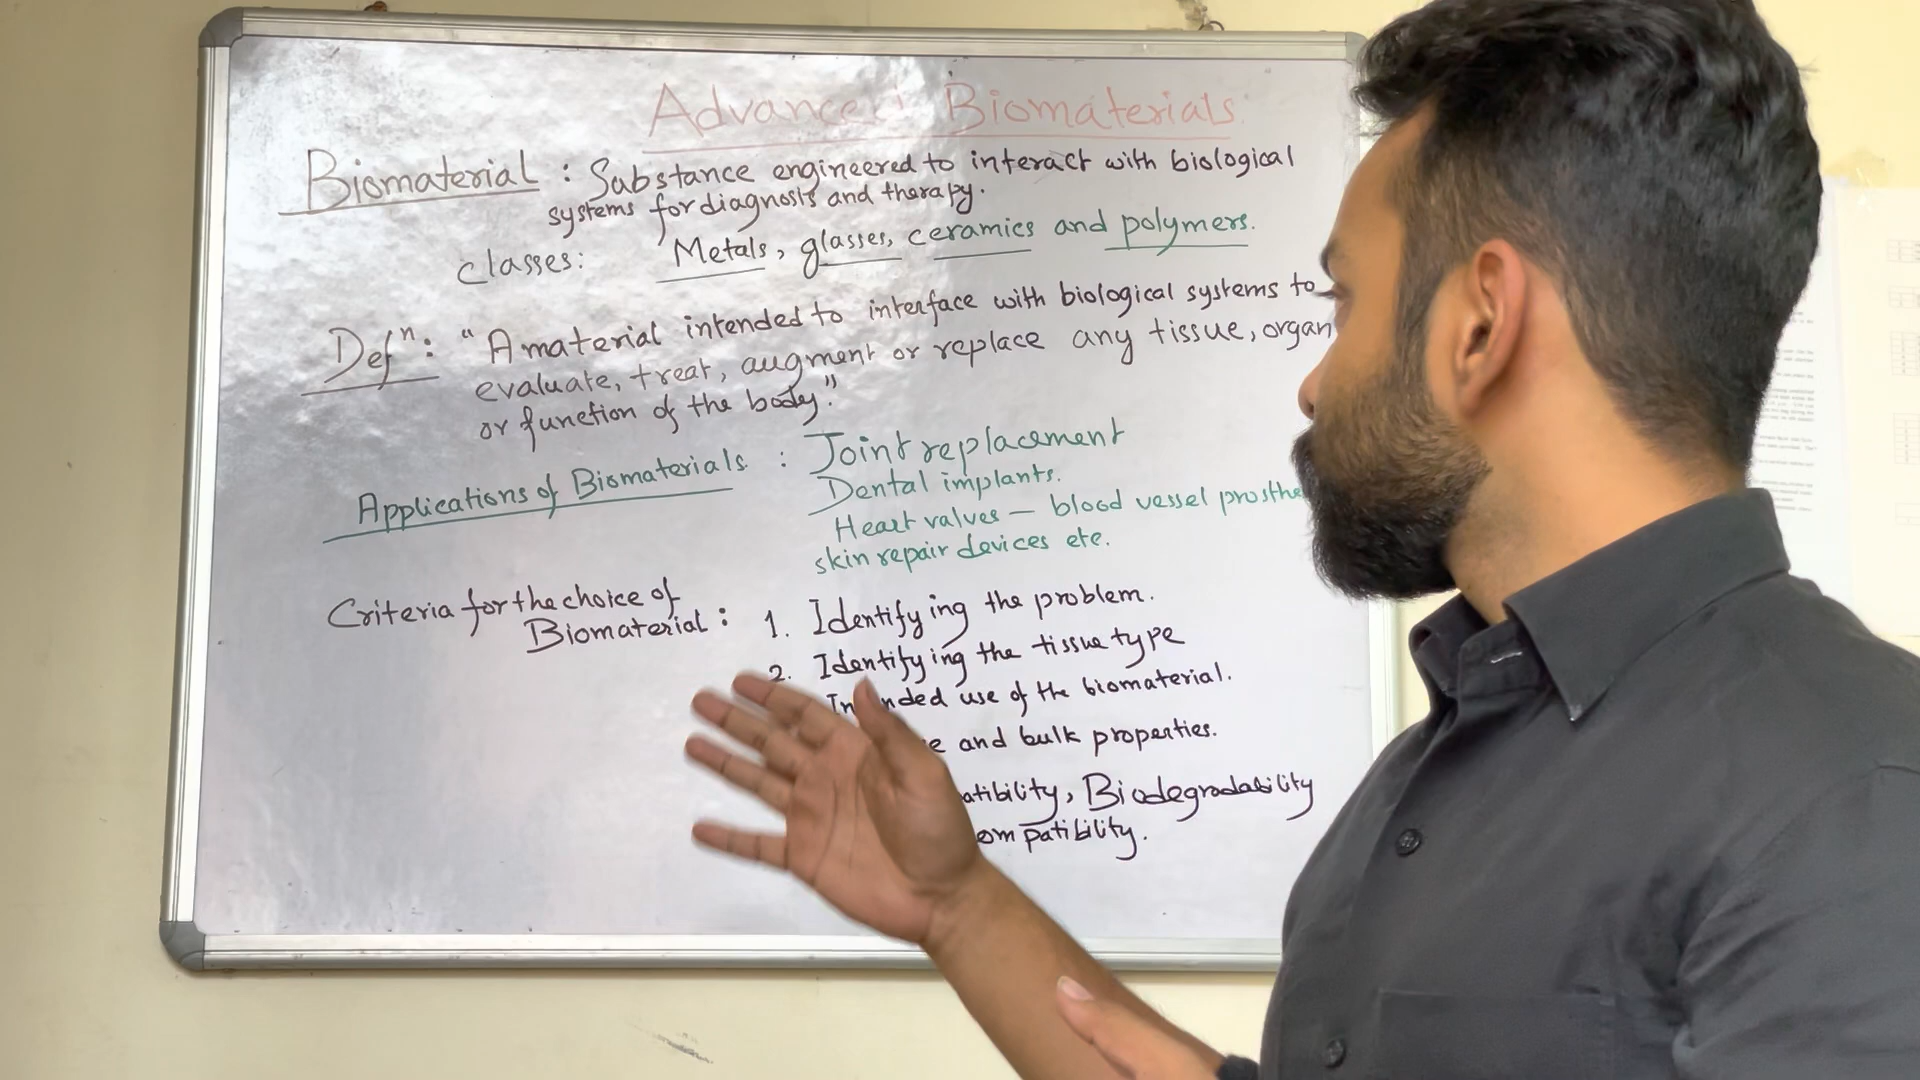 Advanced Biomaterials
Biomaterial : Substance engineered to interact with biological
systems for diagnosis and therapy.
classes: Metals, glasses, ceramics and polymers.
Defⁿ: "A material intended to interface with biological systems to
evaluate, treat, augment or replace any tissue, organ
or function of the body."
Applications of Biomaterials : Joint replacement
Dental implants.
Heart valves — blood vessel prosthe
skin repair devices etc.
Criteria for the choice of
Biomaterial :
1. Identifying the problem.
2. Identifying the tissue type
use of the biomaterial.
and bulk properties.
Biodegradability